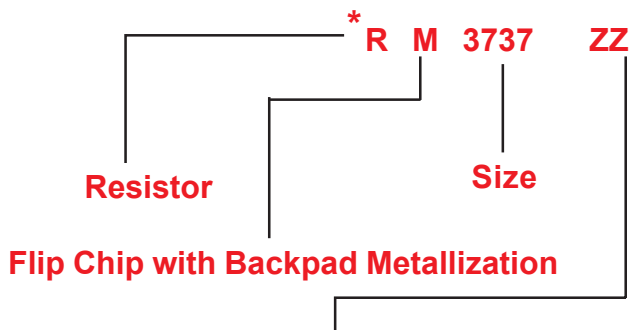 *R M 3737 ZZ
Resistor
Size
Flip Chip with Backpad Metallization